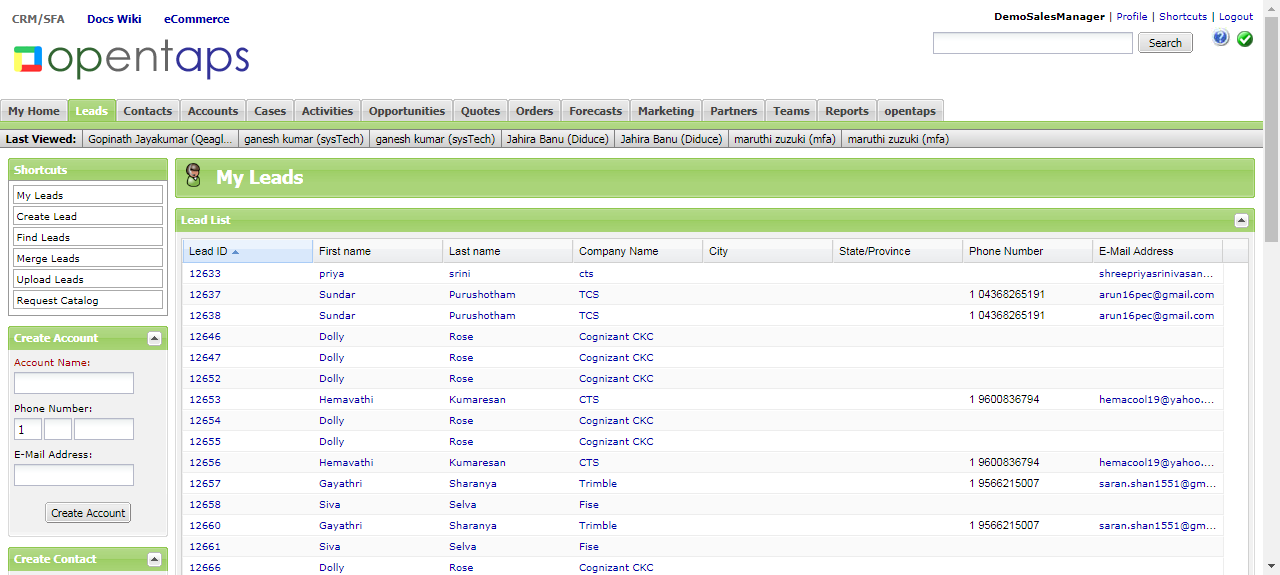 CRM/SFA Docs Wiki eCommerce
DemoSalesManager | Profile | Shortcuts | Logout
opentaps
Search
?
My Home Leads Contacts Accounts Cases Activities Opportunities Quotes Orders Forecasts Marketing Partners Teams Reports opentaps
Last Viewed: Gopinath Jayakumar (Qeagl... ganesh kumar (sysTech) ganesh kumar (sysTech) Jahira Banu (Diduce) Jahira Banu (Diduce) maruthi zuzuki (mfa) maruthi zuzuki (mfa)
Shortcuts
My Leads
Create Lead
Find Leads
Merge Leads
Upload Leads
Request Catalog
Create Account
Account Name:
Phone Number:
1
E-Mail Address:
Create Account
Create Contact
My Leads
Lead List
Lead ID First name Last name Company Name City State/Province Phone Number E-Mail Address
12633 priya srini cts shreepriyasrinivasan...
12637 Sundar Purushotham TCS 1 04368265191 arun16pec@gmail.com
12638 Sundar Purushotham TCS 1 04368265191 arun16pec@gmail.com
12646 Dolly Rose Cognizant CKC
12647 Dolly Rose Cognizant CKC
12652 Dolly Rose Cognizant CKC
12653 Hemavathi Kumaresan CTS 1 9600836794 hemacool19@yahoo....
12654 Dolly Rose Cognizant CKC
12655 Dolly Rose Cognizant CKC
12656 Hemavathi Kumaresan CTS 1 9600836794 hemacool19@yahoo....
12657 Gayathri Sharanya Trimble 1 9566215007 saran.shan1551@gm...
12658 Siva Selva Fise
12660 Gayathri Sharanya Trimble 1 9566215007 saran.shan1551@gm...
12661 Siva Selva Fise
12666 Dolly Rose Cognizant CKC